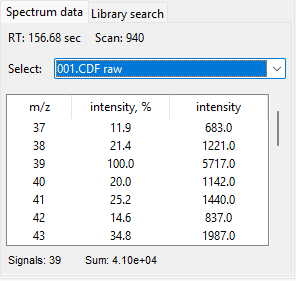 Spectrum data Library search
RT: 156.68 sec Scan: 940
Select: 001.CDF raw
m/z intensity, % intensity
37 11.9 683.0
38 21.4 1221.0
39 100.0 5717.0
40 20.0 1142.0
41 25.2 1440.0
42 14.6 837.0
43 34.8 1987.0
Signals: 39 Sum: 4.10e+04